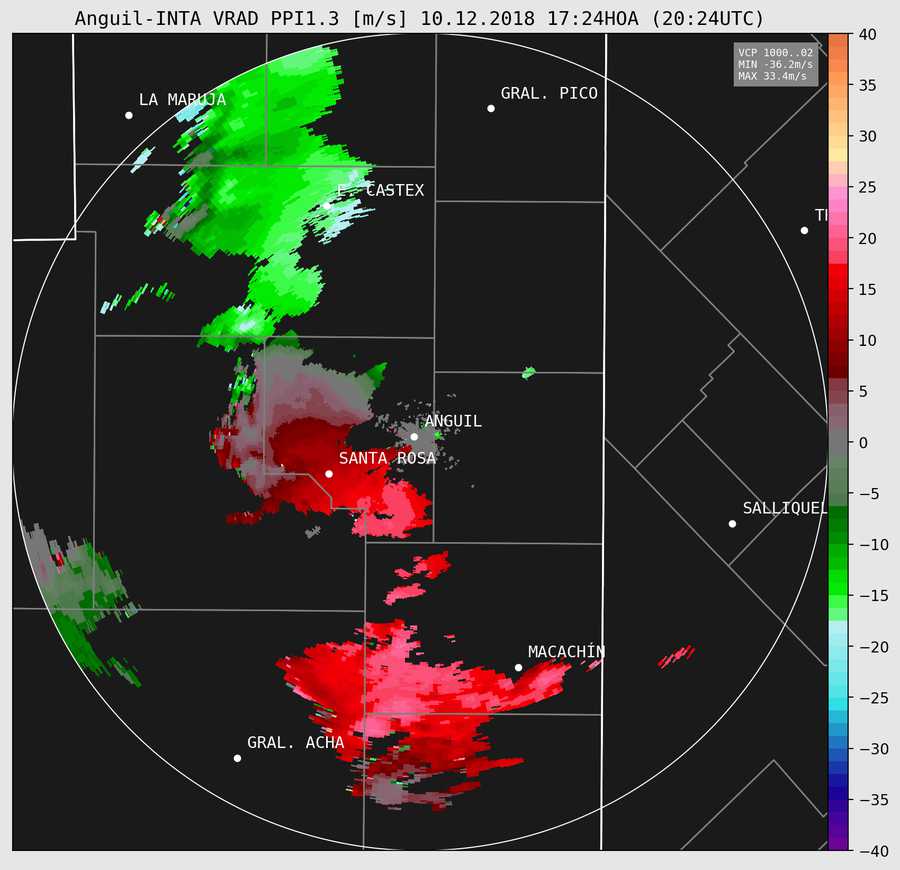 Anguil-INTA VRAD PPI1.3 [m/s] 10.12.2018 17:24HOA (20:24UTC)
VCP 1000..02
MIN -36.2m/s
MAX 33.4m/s
LA MARUJA
GRAL. PICO
E. CASTEX
ANGUIL
SANTA ROSA
SALLIQUEL
MACACHÍN
GRAL. ACHA
40
35
30
25
20
15
10
5
0
−5
−10
−15
−20
−25
−30
−35
−40